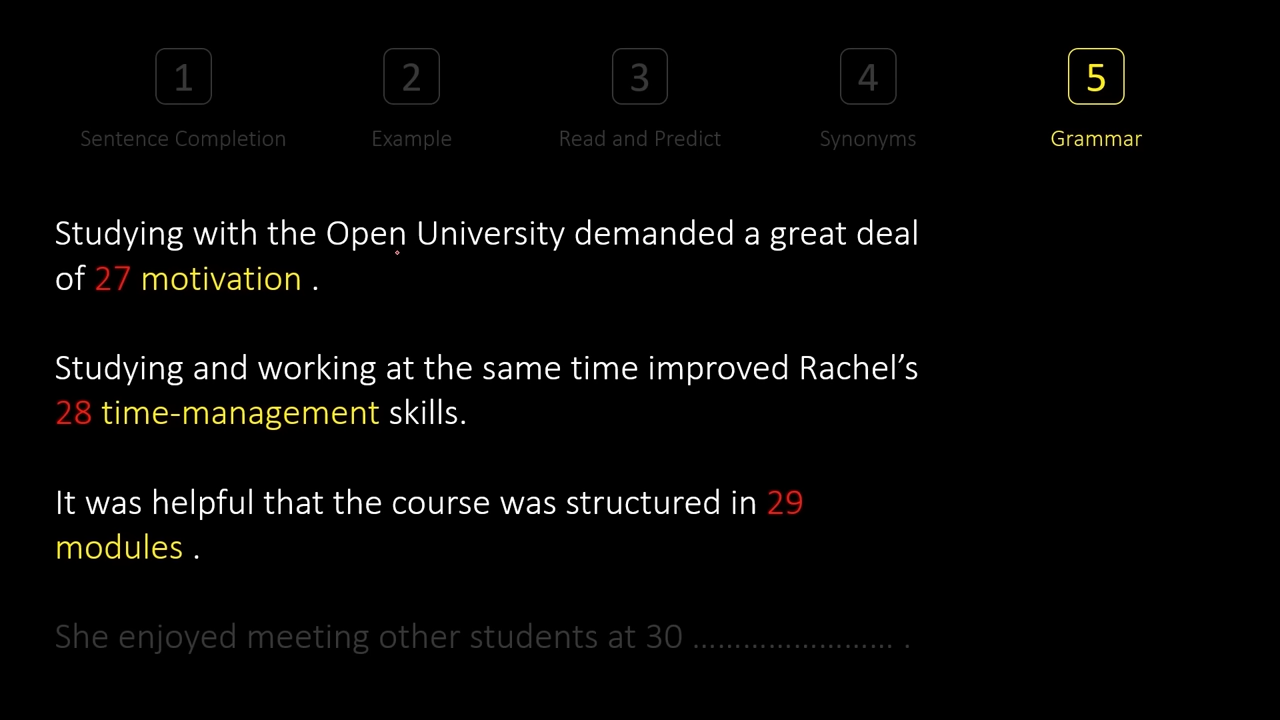 1 2 3 4 5
Sentence Completion Example Read and Predict Synonyms Grammar
Studying with the Open University demanded a great deal
of 27 motivation .
Studying and working at the same time improved Rachel’s
28 time-management skills.
It was helpful that the course was structured in 29
modules .
She enjoyed meeting other students at 30 …………………… .